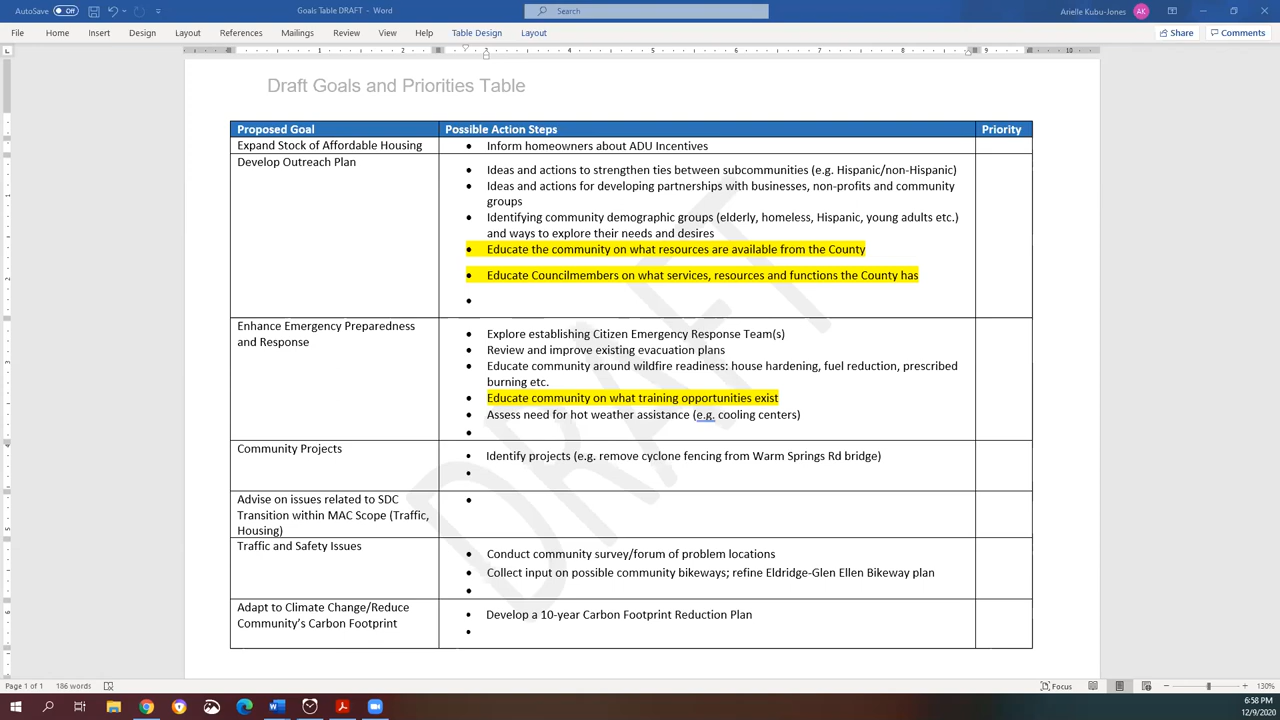 AutoSave Off
Goals Table DRAFT - Word
Search
Arielle Kubu-Jones
AK
File Home Insert Design Layout References Mailings Review View Help Table Design Layout
Share Comments
1 2 3 4 5 6 7 8 9 10
Draft Goals and Priorities Table
Proposed Goal Possible Action Steps Priority
Expand Stock of Affordable Housing
• Inform homeowners about ADU Incentives
Develop Outreach Plan
• Ideas and actions to strengthen ties between subcommunities (e.g. Hispanic/non-Hispanic)
• Ideas and actions for developing partnerships with businesses, non-profits and community
groups
• Identifying community demographic groups (elderly, homeless, Hispanic, young adults etc.)
and ways to explore their needs and desires
• Educate the community on what resources are available from the County
• Educate Councilmembers on what services, resources and functions the County has
•
Enhance Emergency Preparedness
and Response
• Explore establishing Citizen Emergency Response Team(s)
• Review and improve existing evacuation plans
• Educate community around wildfire readiness: house hardening, fuel reduction, prescribed
burning etc.
• Educate community on what training opportunities exist
• Assess need for hot weather assistance (e.g. cooling centers)
•
Community Projects
• Identify projects (e.g. remove cyclone fencing from Warm Springs Rd bridge)
•
Advise on issues related to SDC
Transition within MAC Scope (Traffic,
Housing)
•
Traffic and Safety Issues
• Conduct community survey/forum of problem locations
• Collect input on possible community bikeways; refine Eldridge-Glen Ellen Bikeway plan
•
Adapt to Climate Change/Reduce
Community's Carbon Footprint
• Develop a 10-year Carbon Footprint Reduction Plan
•
DRAFT
Page 1 of 1 186 words
Focus
130%
6:58 PM
12/9/2020